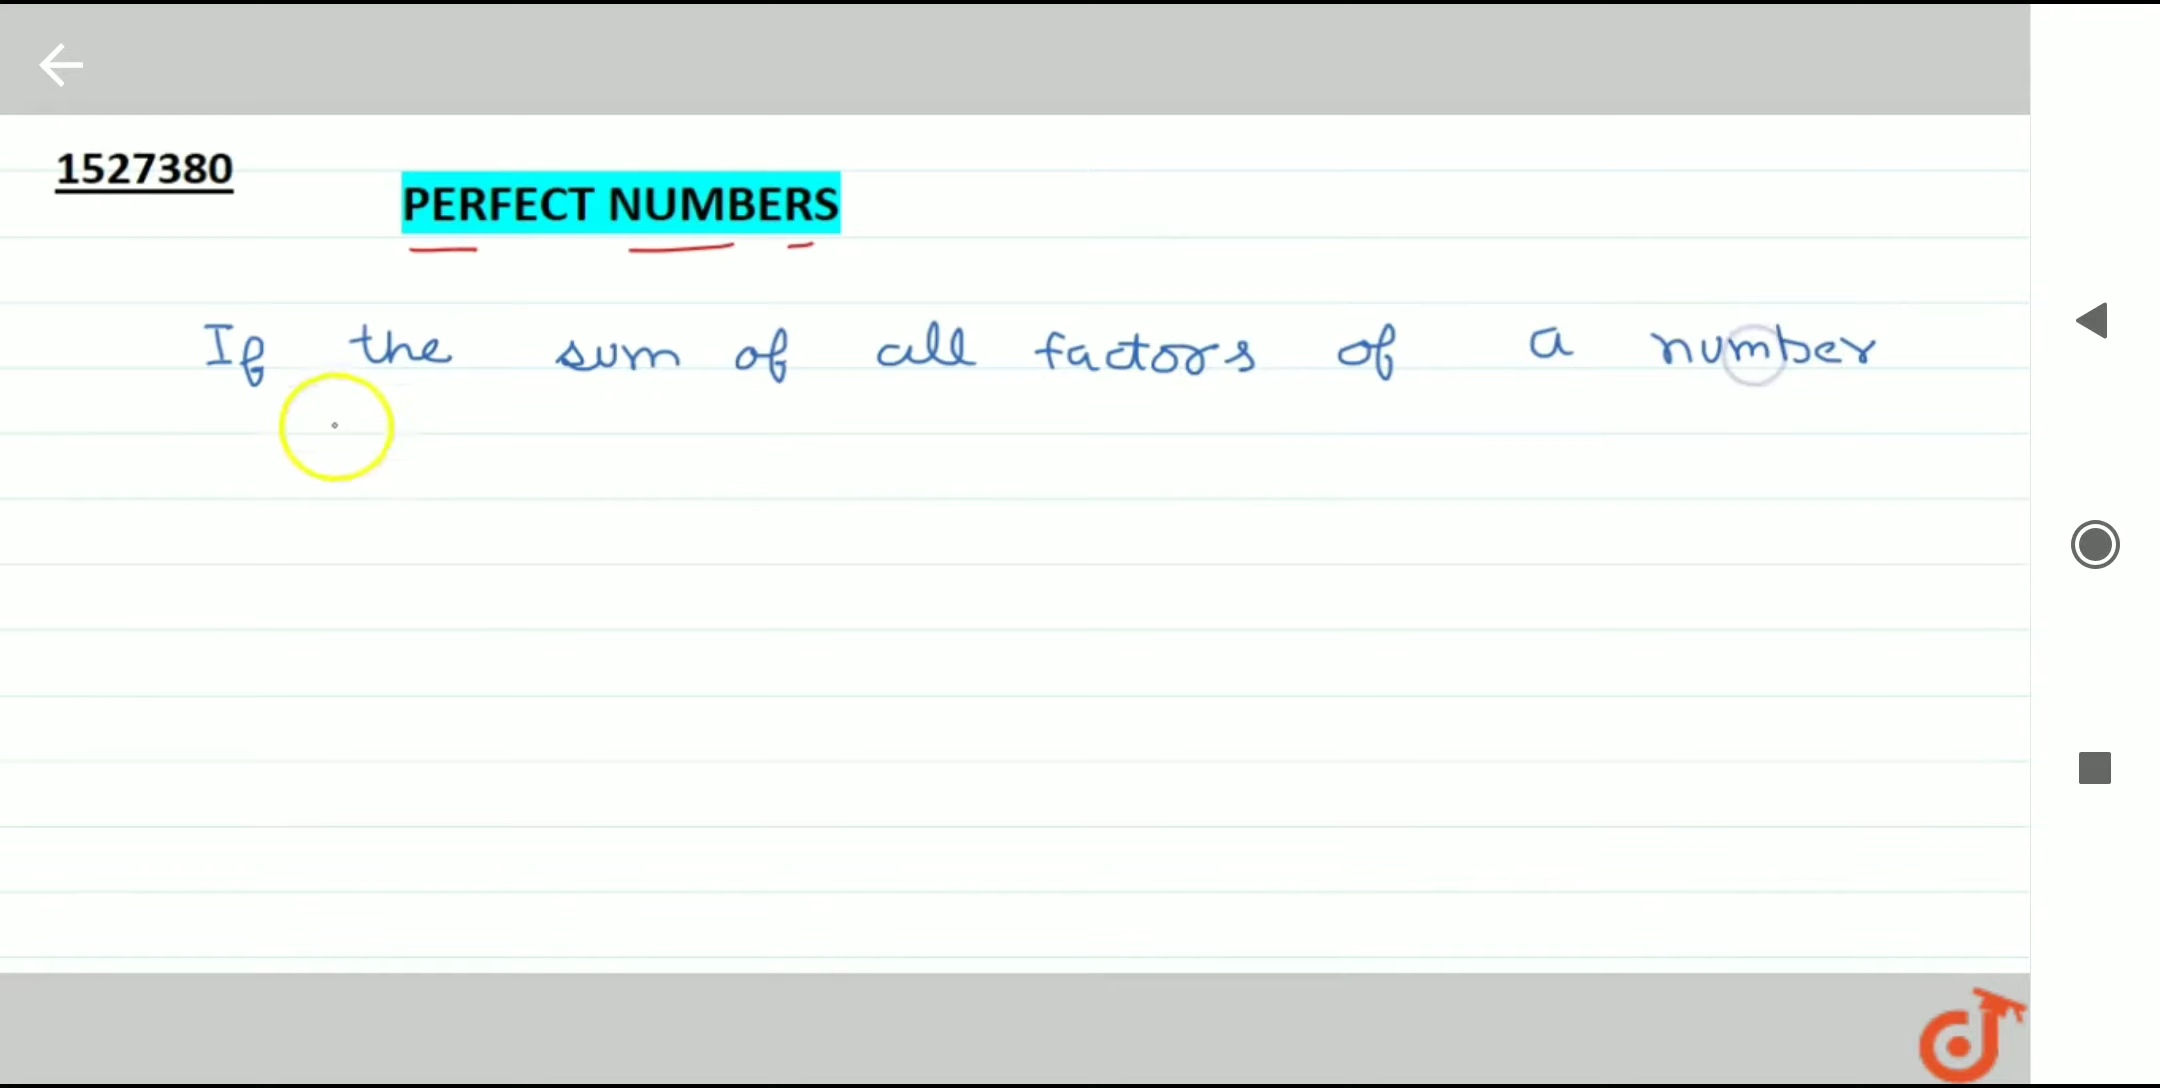 1527380
PERFECT NUMBERS
If the sum of all factors of a number